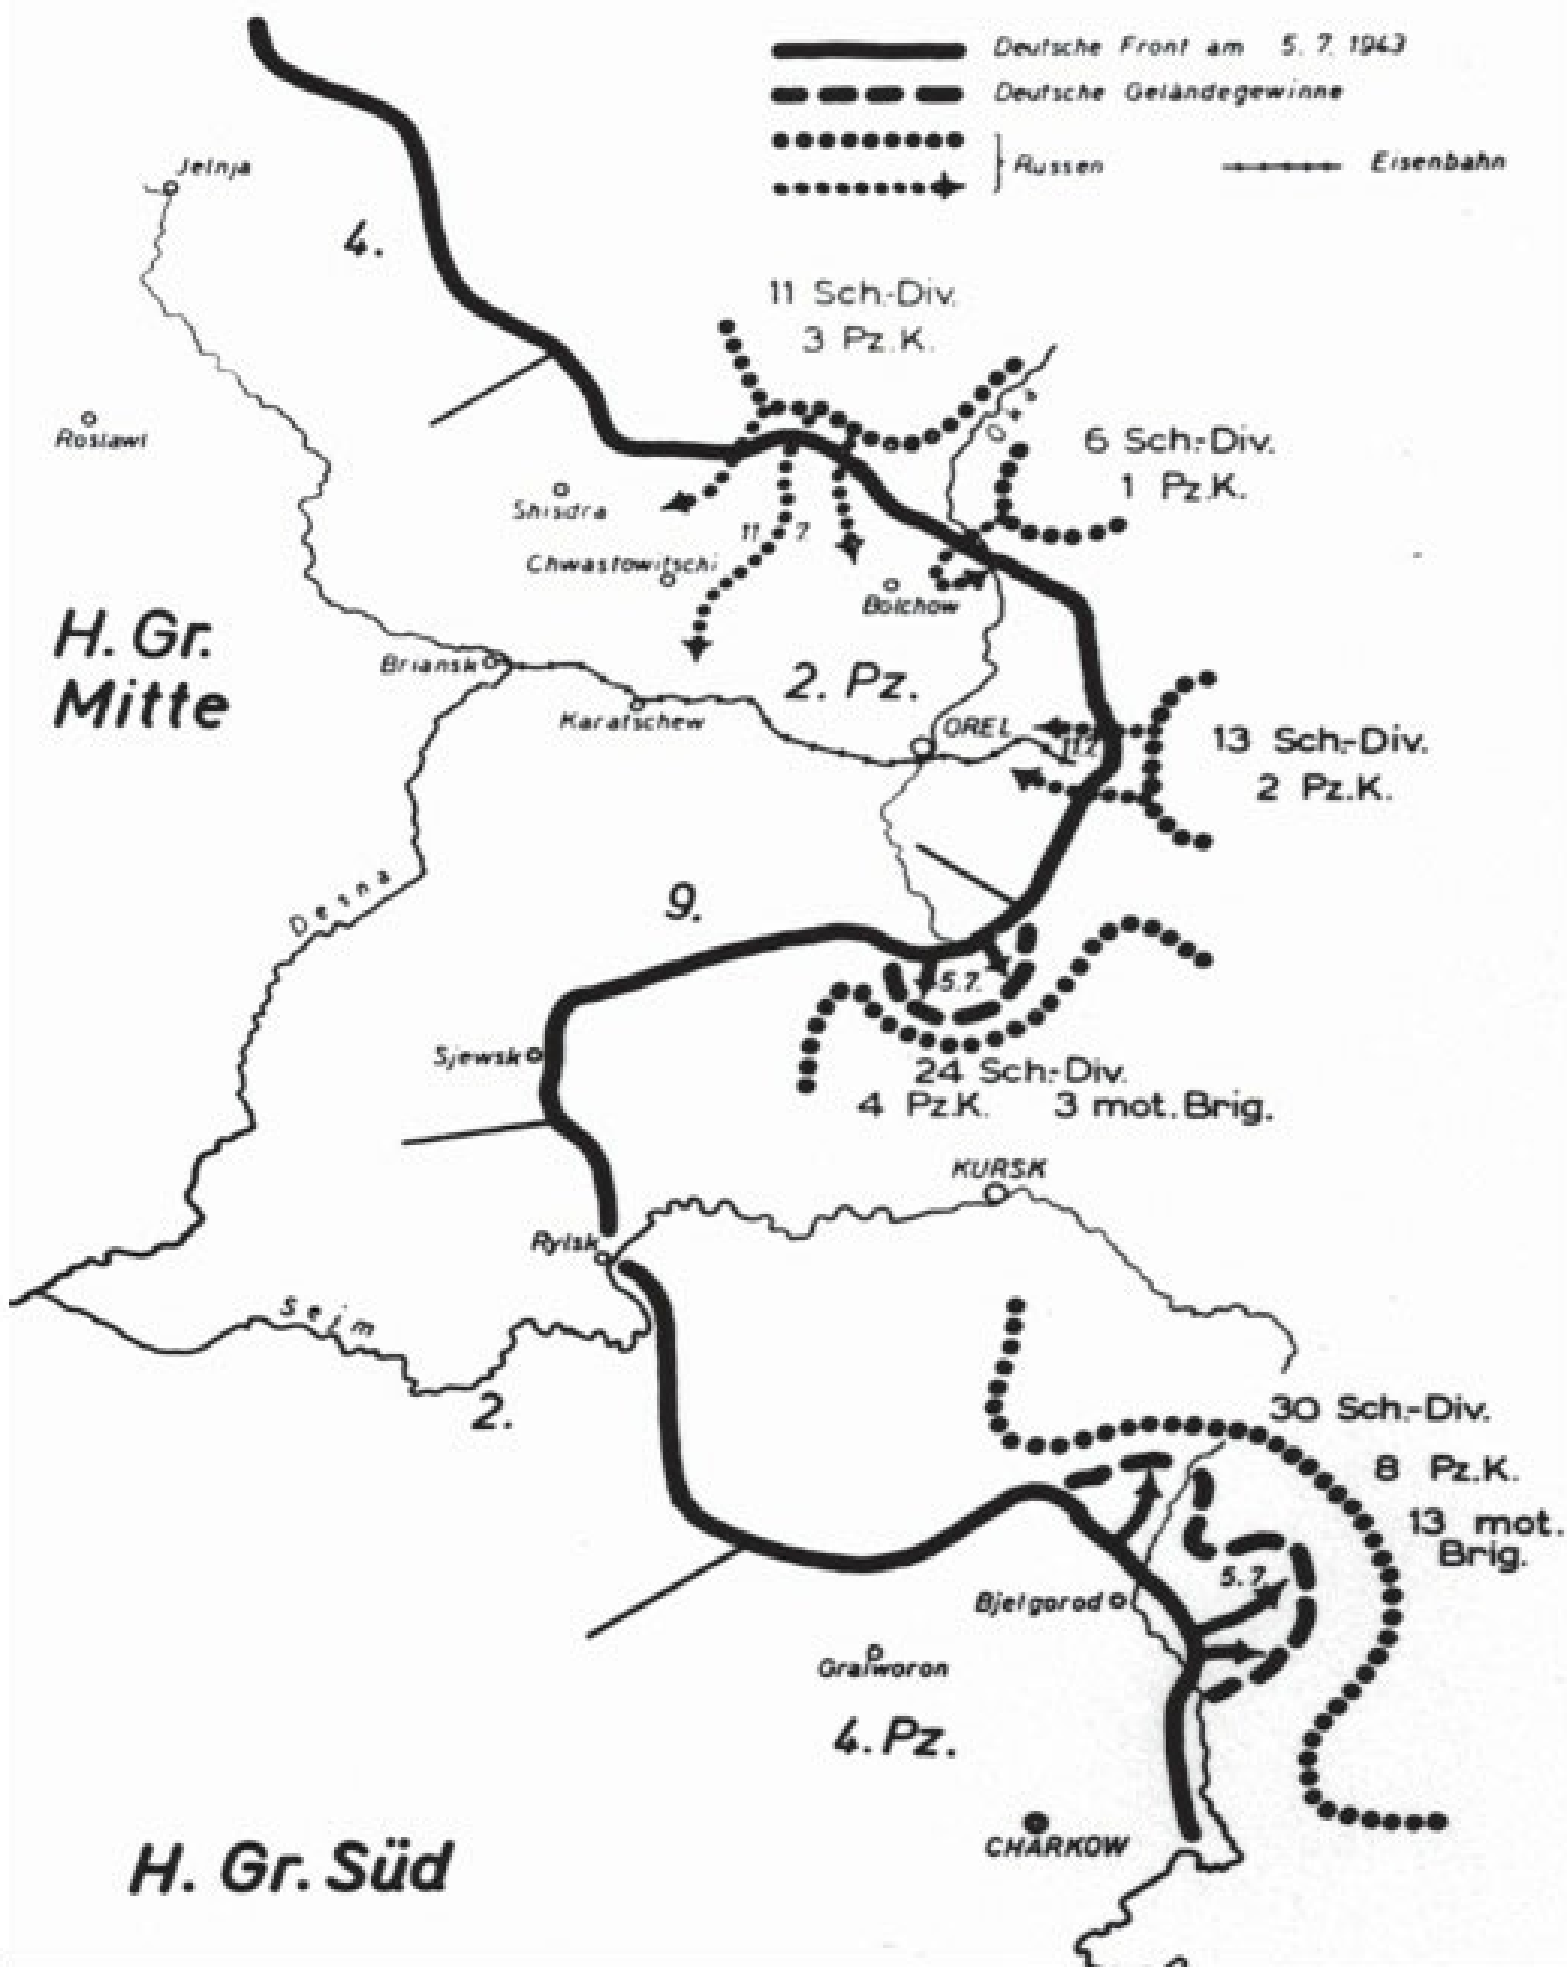 Deutsche Front am 5. 7. 1943
Deutsche Geländegewinne
Russen
Eisenbahn
Jelnja
4.
11 Sch.-Div.
3 Pz.K.
Roslawl
Oka
6 Sch.-Div.
1 Pz.K.
Shisdra
11 7
Chwastowitschi
Bolchow
H. Gr.
Mitte
Briansk
2. Pz.
Karatschew
OREL
11.7.
13 Sch.-Div.
2 Pz.K.
Desna
9.
5.7.
Sjewsk
24 Sch.-Div.
4 Pz.K. 3 mot. Brig.
KURSK
Rylsk
Sejm
2.
30 Sch.-Div.
8 Pz.K.
13 mot.
Brig.
5.7.
Bjelgorod
Graiworon
4. Pz.
CHARKOW
H. Gr. Süd